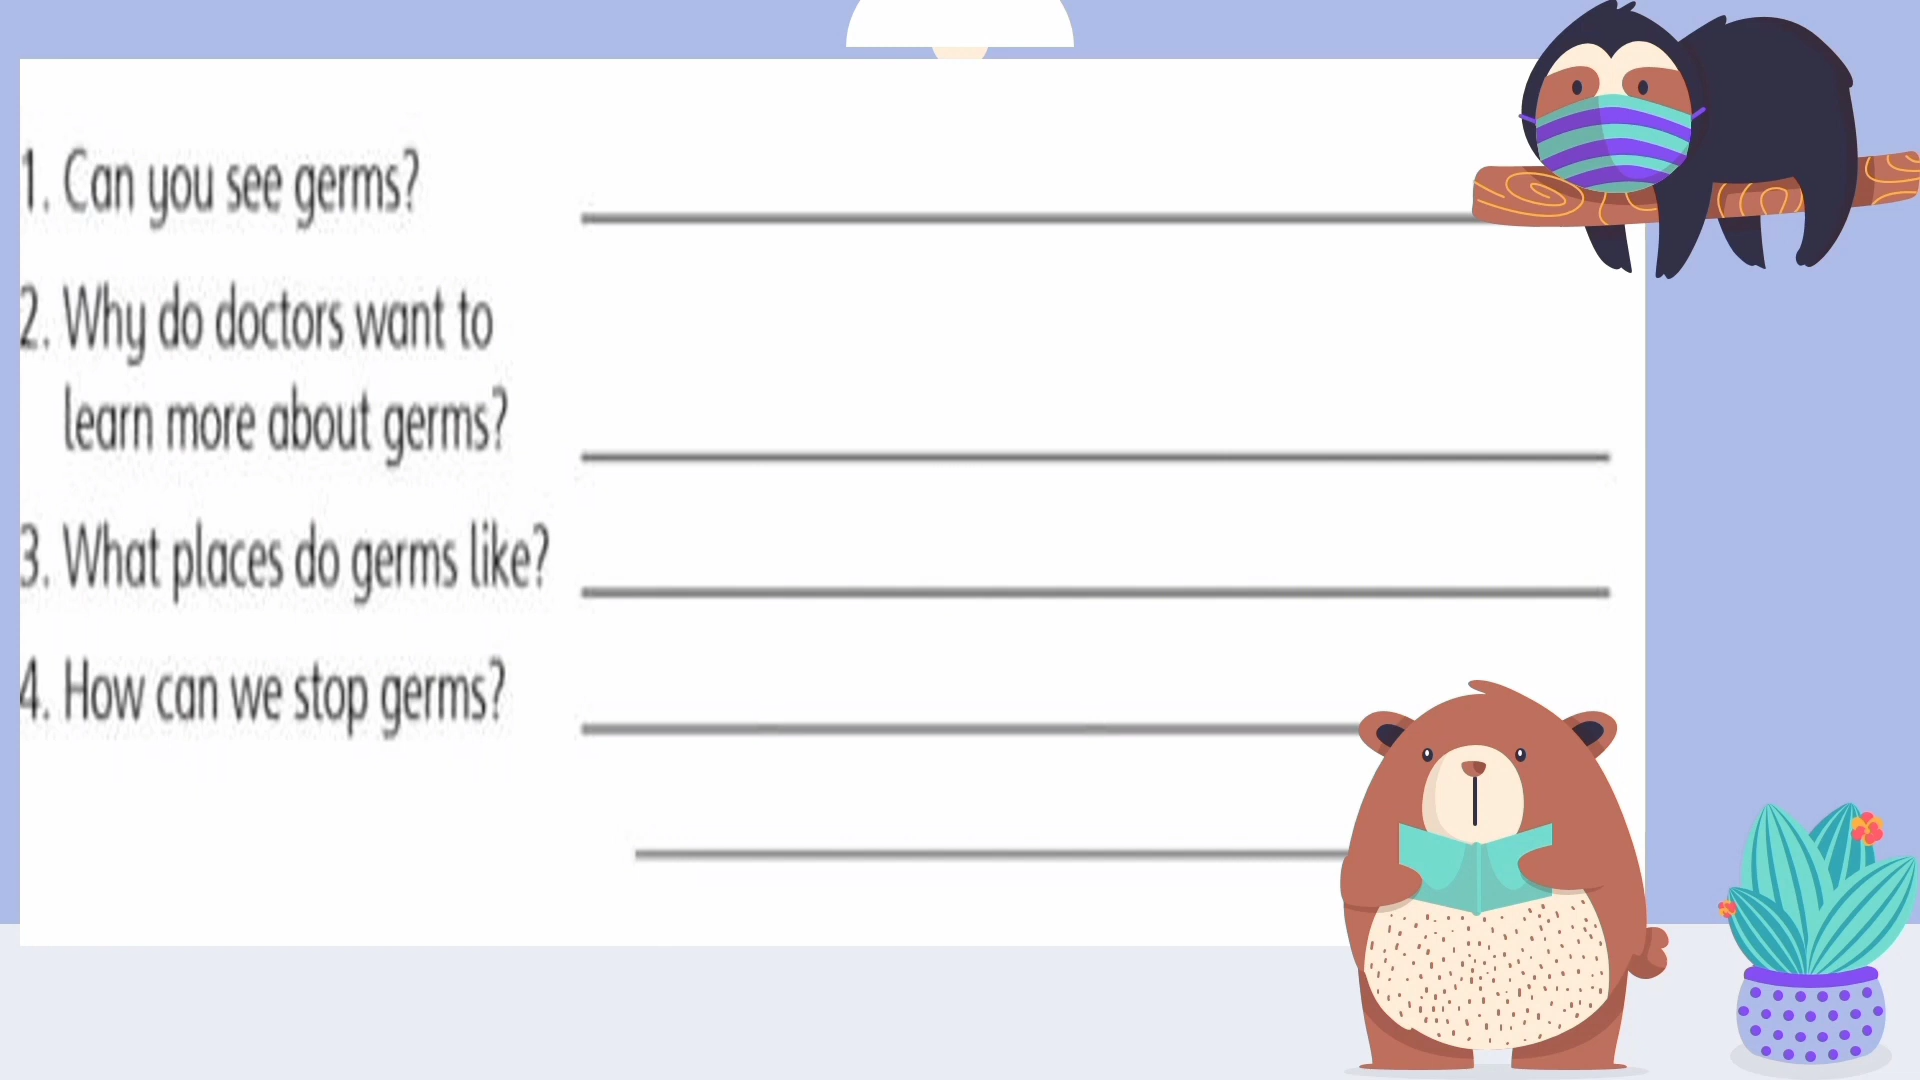 1. Can you see germs?
2. Why do doctors want to
learn more about germs?
3. What places do germs like?
4. How can we stop germs?